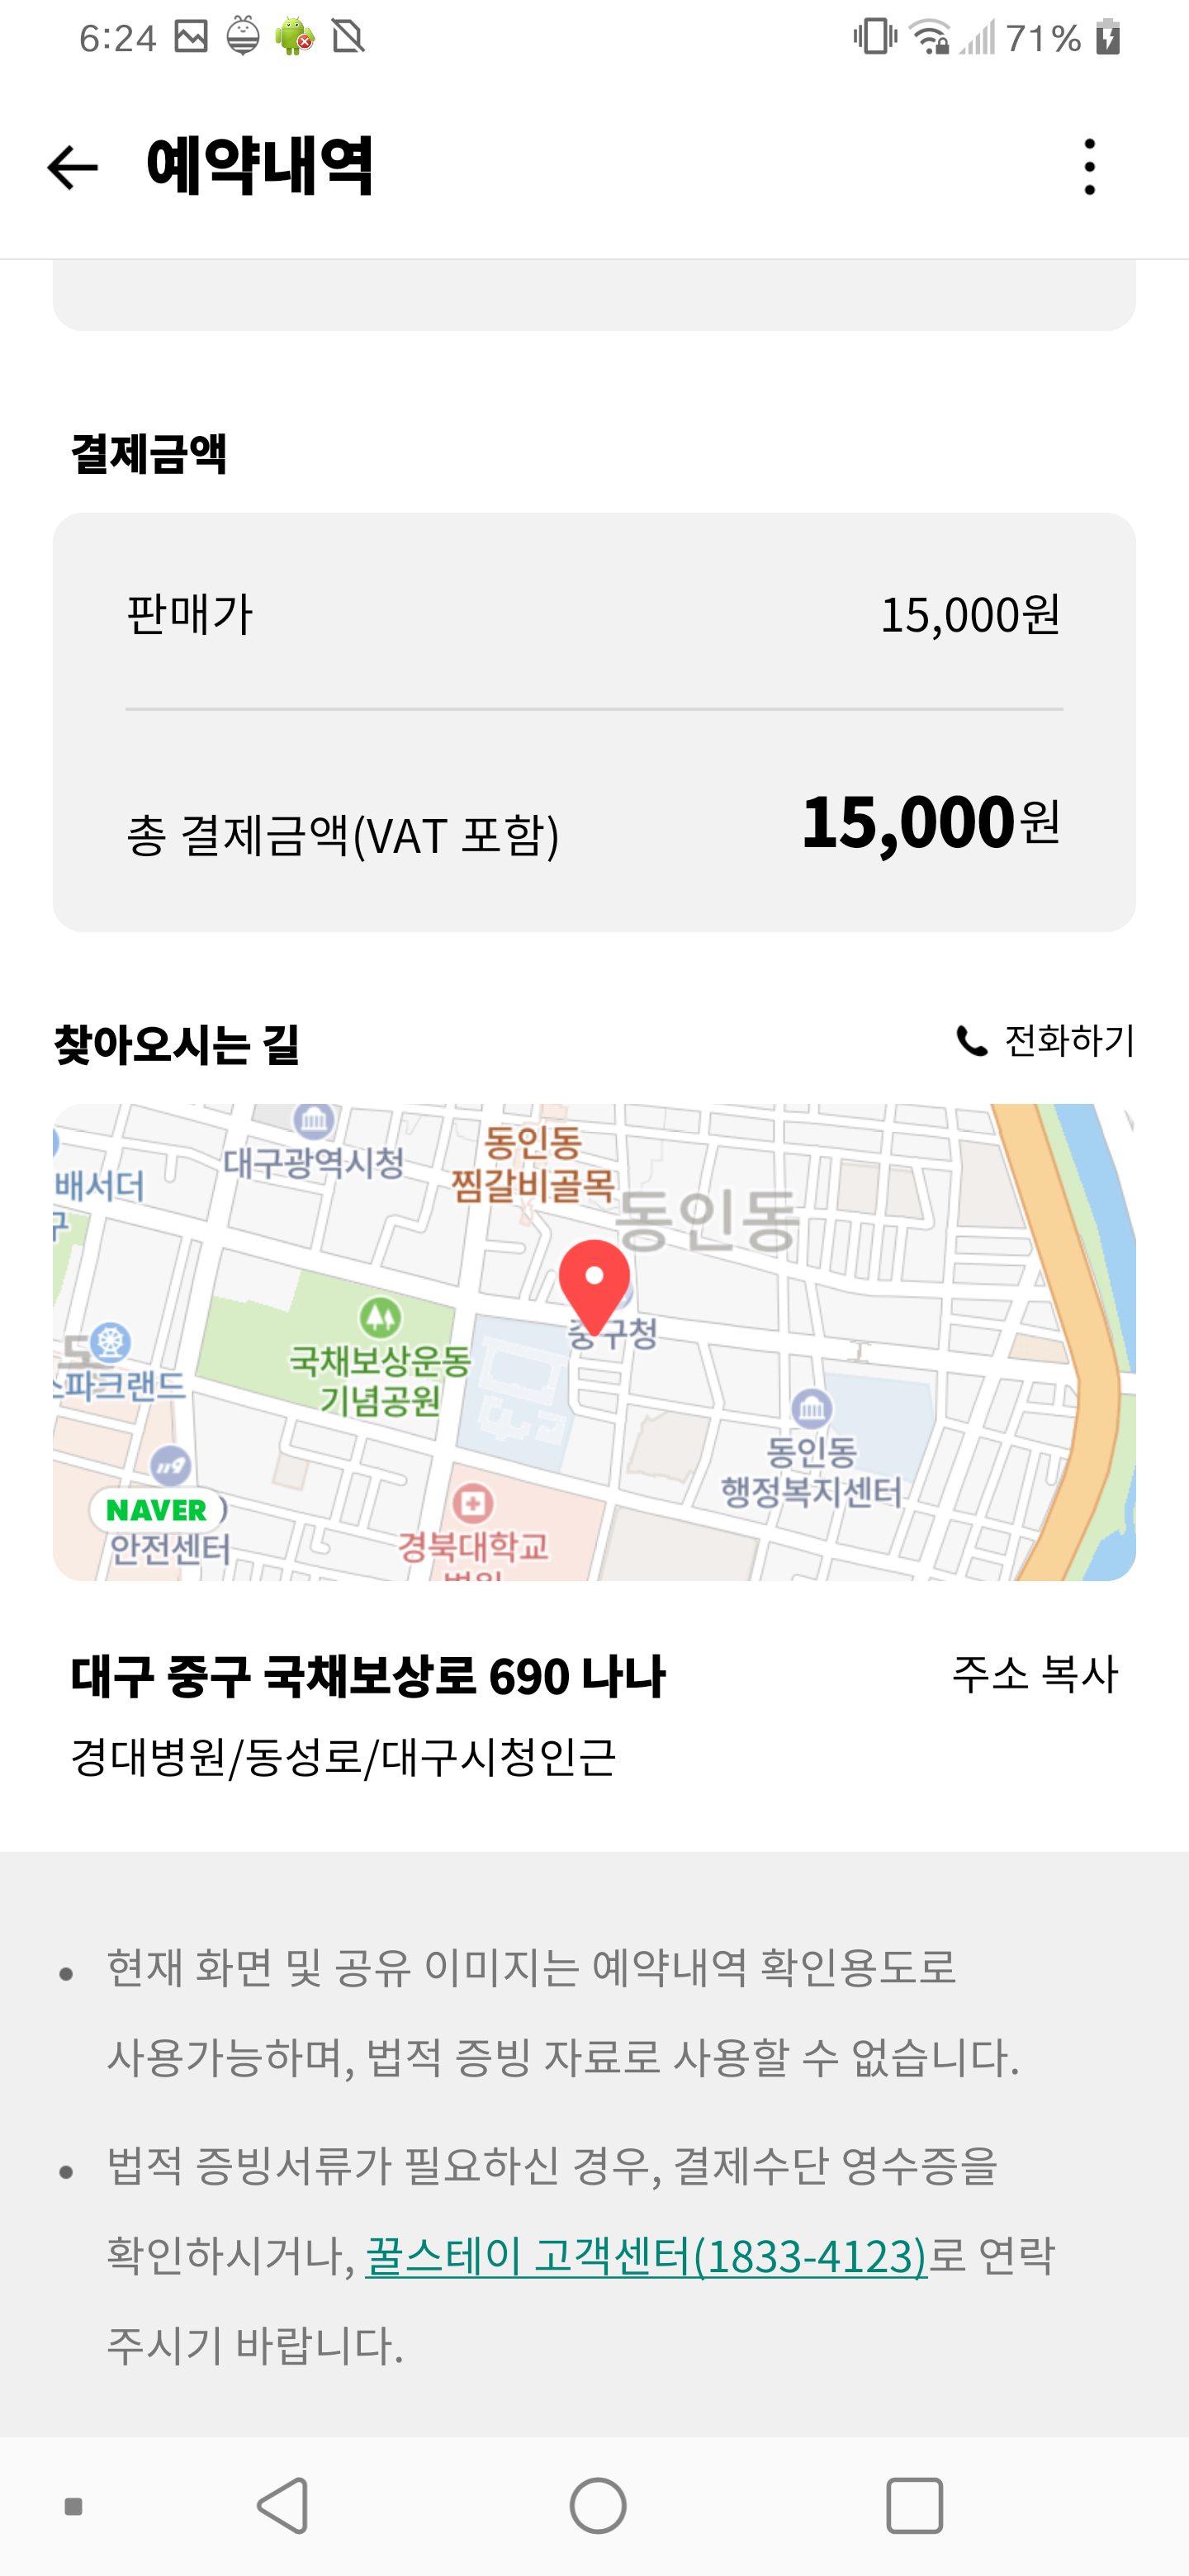 6:24
71%
예약내역
결제금액
판매가 15,000원
총 결제금액(VAT 포함) 15,000원
찾아오시는 길 전화하기
대구광역시청
동인동
찜갈비골목
동인동
배서더
구
중구청
국채보상운동
기념공원
스파크랜드
동인동
행정복지센터
119
NAVER
안전센터
경북대학교
병원
대구 중구 국채보상로 690 나나 주소 복사
경대병원/동성로/대구시청인근
현재 화면 및 공유 이미지는 예약내역 확인용도로
사용가능하며, 법적 증빙 자료로 사용할 수 없습니다.
법적 증빙서류가 필요하신 경우, 결제수단 영수증을
확인하시거나, 꿀스테이 고객센터(1833-4123)로 연락
주시기 바랍니다.